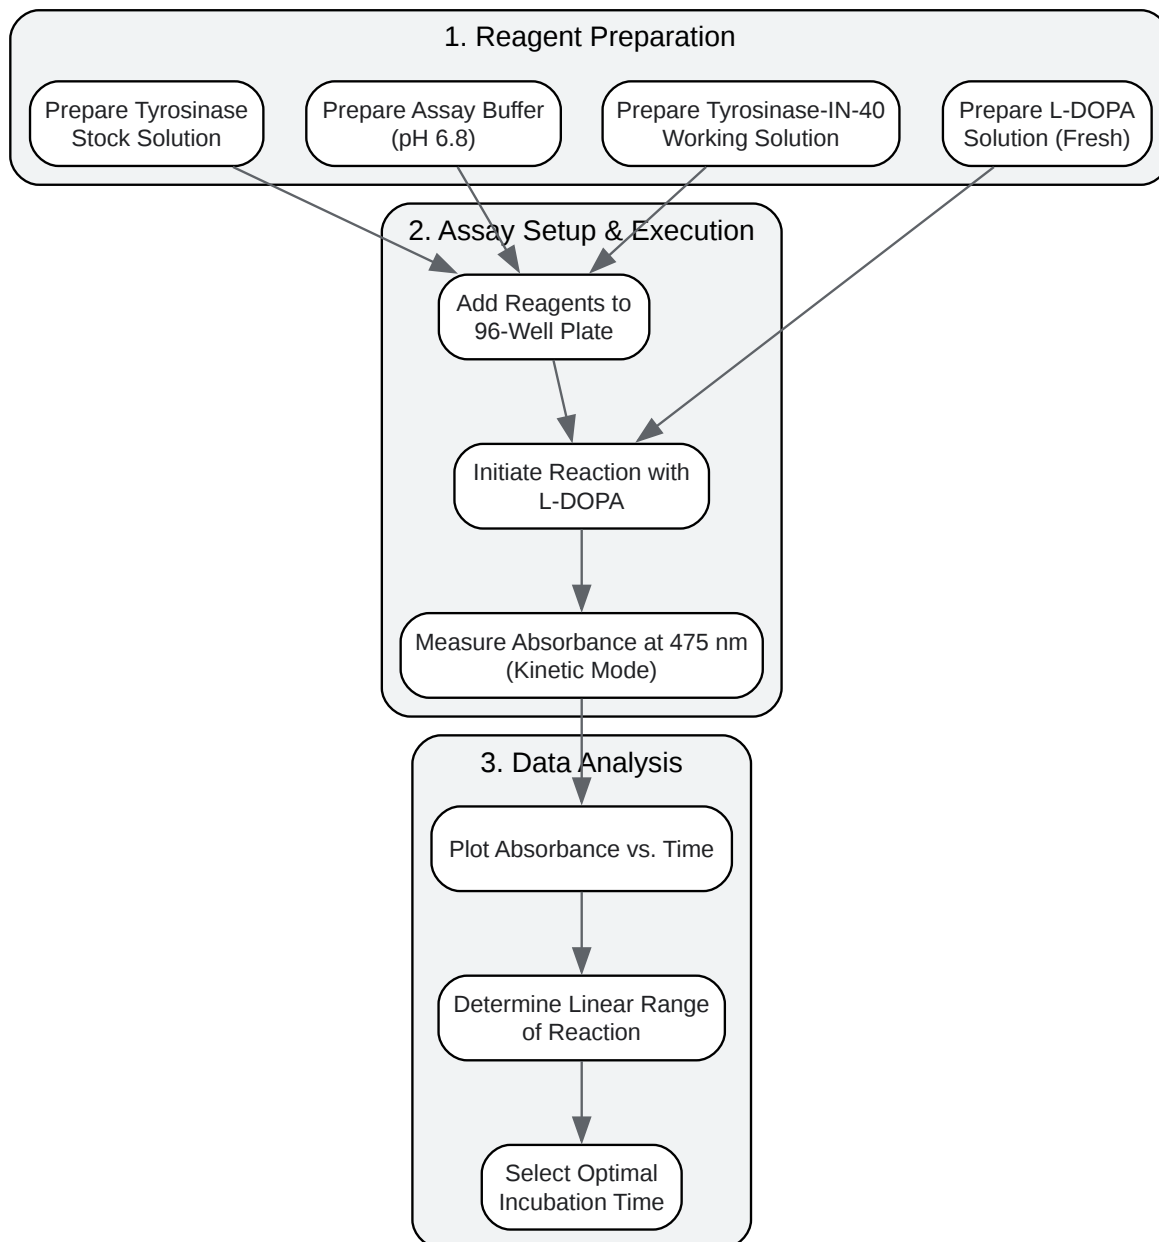 1. Reagent Preparation
Prepare Tyrosinase
Stock Solution
Prepare Assay Buffer
(pH 6.8)
Prepare Tyrosinase-IN-40
Working Solution
Prepare L-DOPA
Solution (Fresh)
2. Assay Setup & Execution
Add Reagents to
96-Well Plate
Initiate Reaction with
L-DOPA
Measure Absorbance at 475 nm
(Kinetic Mode)
3. Data Analysis
Plot Absorbance vs. Time
Determine Linear Range
of Reaction
Select Optimal
Incubation Time